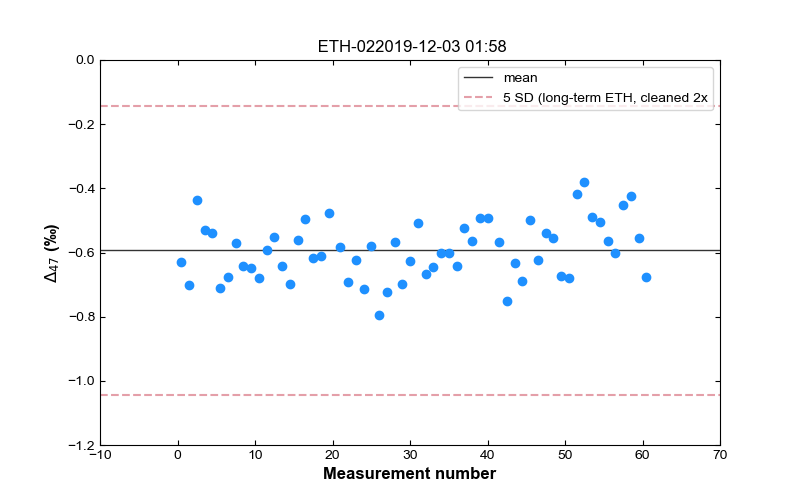 ETH-022019-12-03 01:58
mean
5 SD (long-term ETH, cleaned 2x
0.0
−0.2
−0.4
−0.6
−0.8
−1.0
−1.2
Δ47 (‰)
−10 0 10 20 30 40 50 60 70
Measurement number